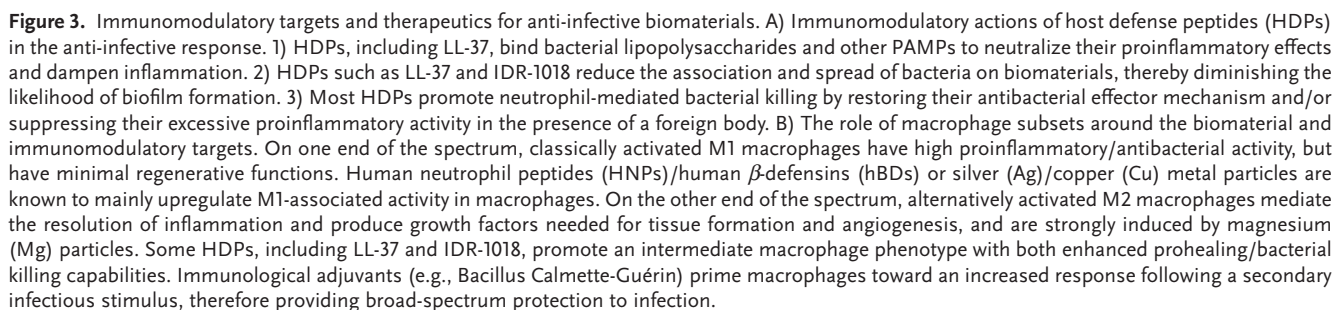 Figure 3. Immunomodulatory targets and therapeutics for anti-infective biomaterials. A) Immunomodulatory actions of host defense peptides (HDPs)
in the anti-infective response. 1) HDPs, including LL-37, bind bacterial lipopolysaccharides and other PAMPs to neutralize their proinflammatory effects
and dampen inflammation. 2) HDPs such as LL-37 and IDR-1018 reduce the association and spread of bacteria on biomaterials, thereby diminishing the
likelihood of biofilm formation. 3) Most HDPs promote neutrophil-mediated bacterial killing by restoring their antibacterial effector mechanism and/or
suppressing their excessive proinflammatory activity in the presence of a foreign body. B) The role of macrophage subsets around the biomaterial and
immunomodulatory targets. On one end of the spectrum, classically activated M1 macrophages have high proinflammatory/antibacterial activity, but
have minimal regenerative functions. Human neutrophil peptides (HNPs)/human β-defensins (hBDs) or silver (Ag)/copper (Cu) metal particles are
known to mainly upregulate M1-associated activity in macrophages. On the other end of the spectrum, alternatively activated M2 macrophages mediate
the resolution of inflammation and produce growth factors needed for tissue formation and angiogenesis, and are strongly induced by magnesium
(Mg) particles. Some HDPs, including LL-37 and IDR-1018, promote an intermediate macrophage phenotype with both enhanced prohealing/bacterial
killing capabilities. Immunological adjuvants (e.g., Bacillus Calmette-Guérin) prime macrophages toward an increased response following a secondary
infectious stimulus, therefore providing broad-spectrum protection to infection.